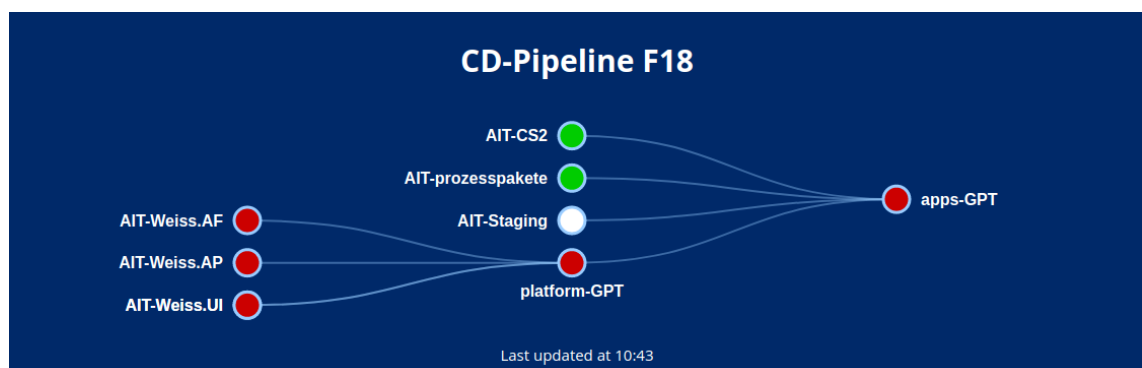 CD-Pipeline F18
AIT-CS2
AIT-prozesspakete
AIT-Staging
AIT-Weiss.AF
AIT-Weiss.AP
AIT-Weiss.UI
platform-GPT
apps-GPT
Last updated at 10:43